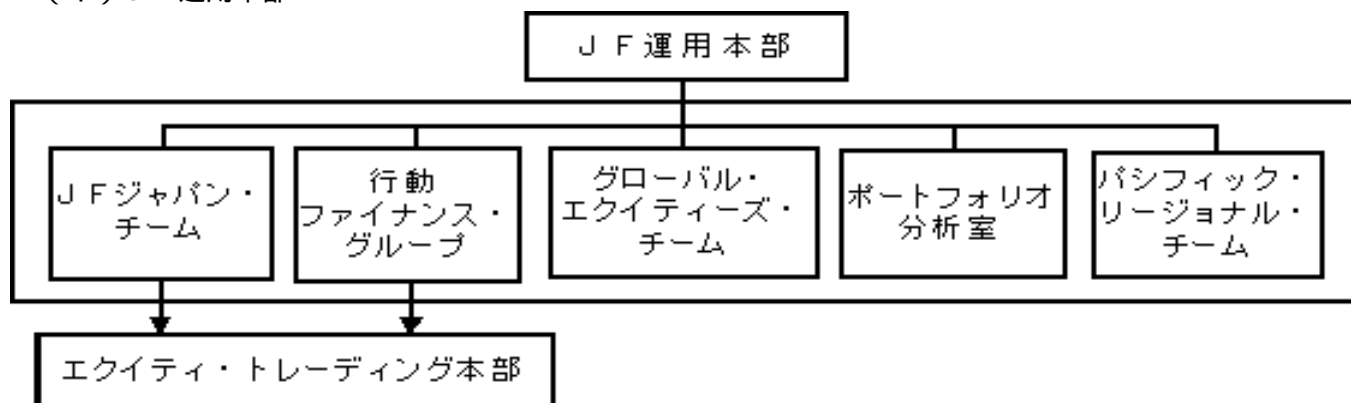 ＪＦ運用本部
ＪＦジャパン・
チーム
行動
ファイナンス・
グループ
グローバル・
エクイティーズ・
チーム
ポートフォリオ
分析室
パシフィック・
リージョナル・
チーム
エクイティ・トレーディング本部